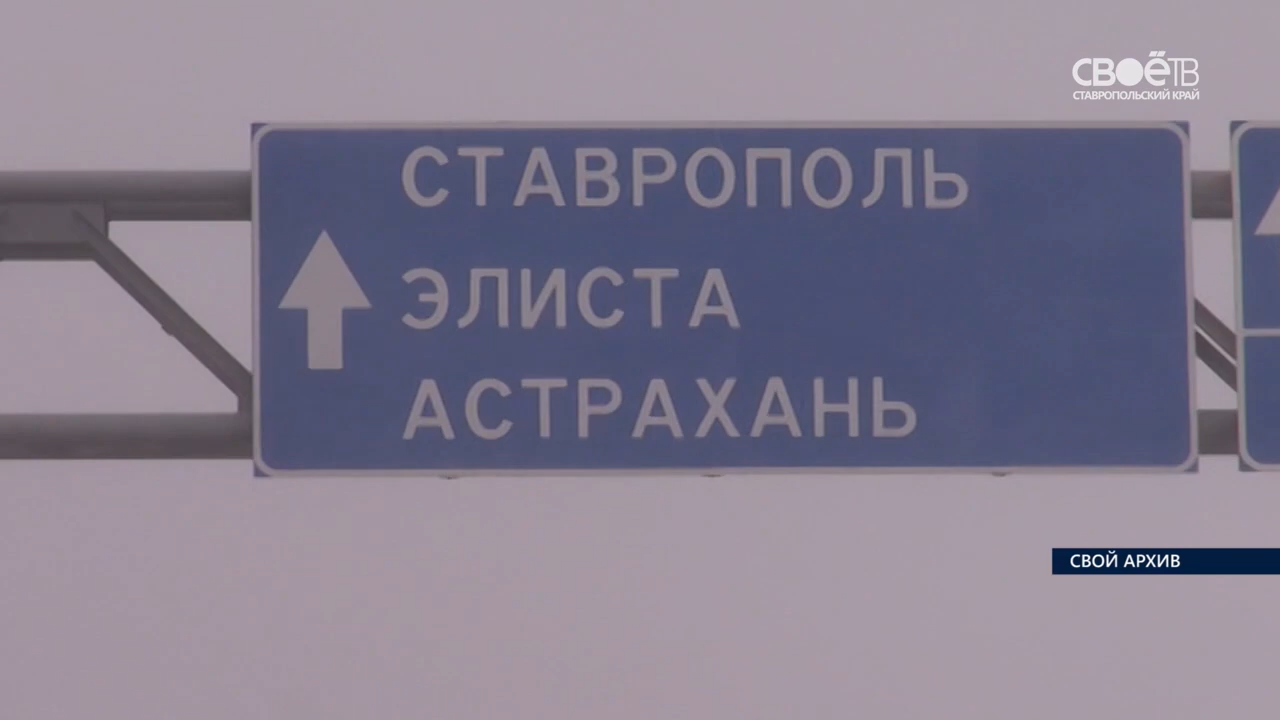 СВОЁТВ
СТАВРОПОЛЬСКИЙ КРАЙ
СТАВРОПОЛЬ
ЭЛИСТА
АСТРАХАНЬ
СВОЙ АРХИВ